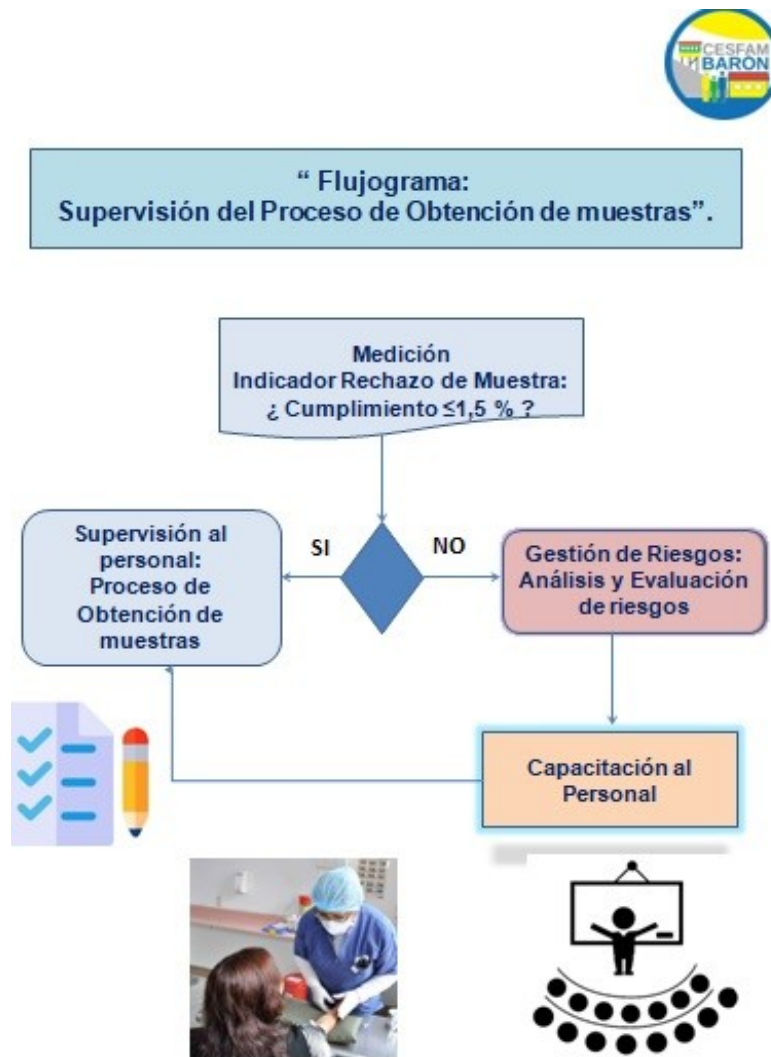 CESFAM
BARON
“ Flujograma:
Supervisión del Proceso de Obtención de muestras”.
Medición
Indicador Rechazo de Muestra:
¿ Cumplimiento ≤1,5 % ?
SI
NO
Supervisión al
personal:
Proceso de
Obtención de
muestras
Gestión de Riesgos:
Análisis y Evaluación
de riesgos
Capacitación al
Personal